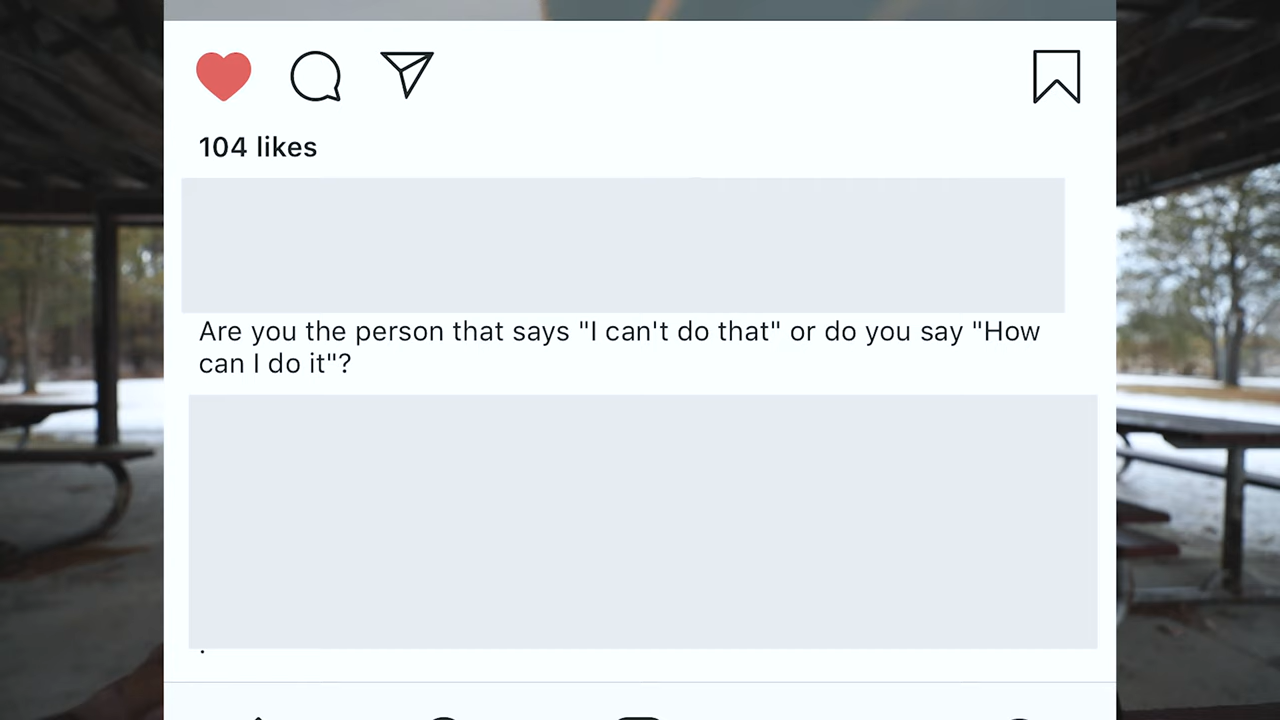 104 likes
Are you the person that says "I can't do that" or do you say "How
can I do it"?
.